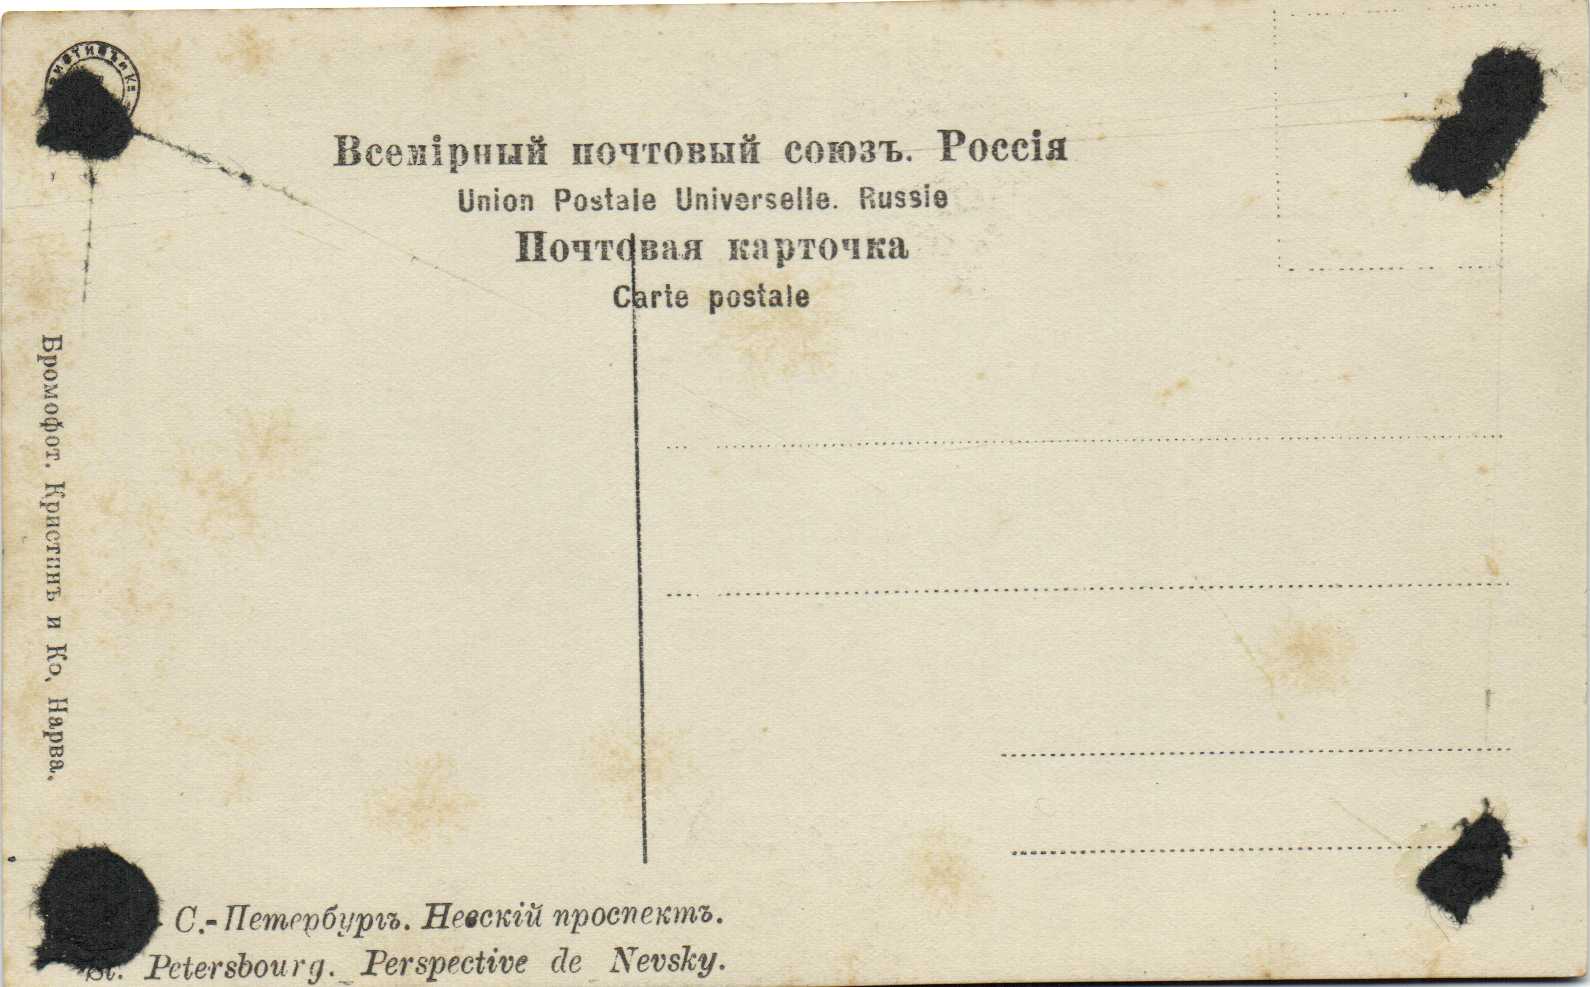 Всемірный почтовый союзъ. Россія
Union Postale Universelle. Russie
Почтовая карточка
Carte postale
Бромофот. Кристинъ и Ко, Нарва.
С.-Петербургъ. Невскій проспектъ.
St. Petersbourg. Perspective de Nevsky.